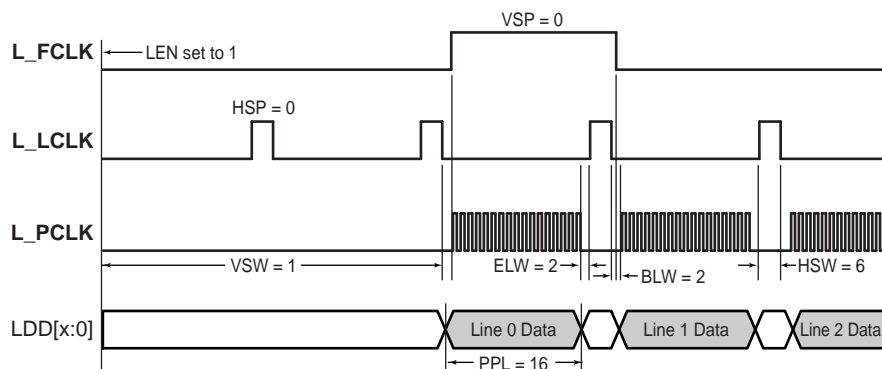 VSP = 0
L_FCLK
LEN set to 1
HSP = 0
L_LCLK
L_PCLK
VSW = 1
ELW = 2
BLW = 2
HSW = 6
LDD[x:0]
Line 0 Data
Line 1 Data
Line 2 Data
PPL = 16